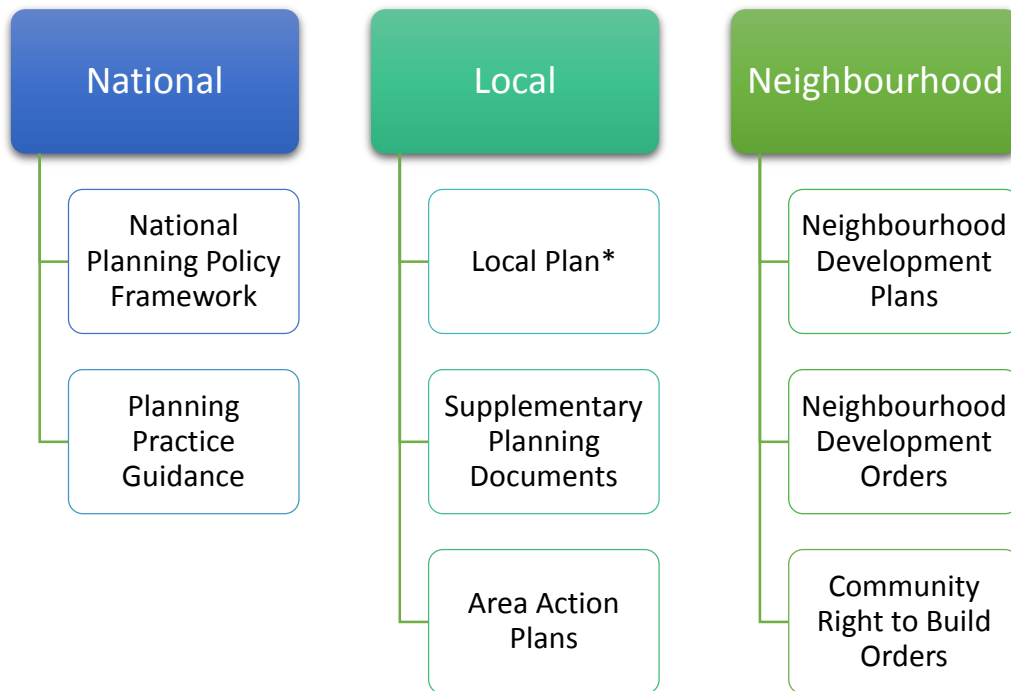 National
National
Planning Policy
Framework
Planning
Practice
Guidance
Local
Local Plan*
Supplementary
Planning
Documents
Area Action
Plans
Neighbourhood
Neighbourhood
Development
Plans
Neighbourhood
Development
Orders
Community
Right to Build
Orders